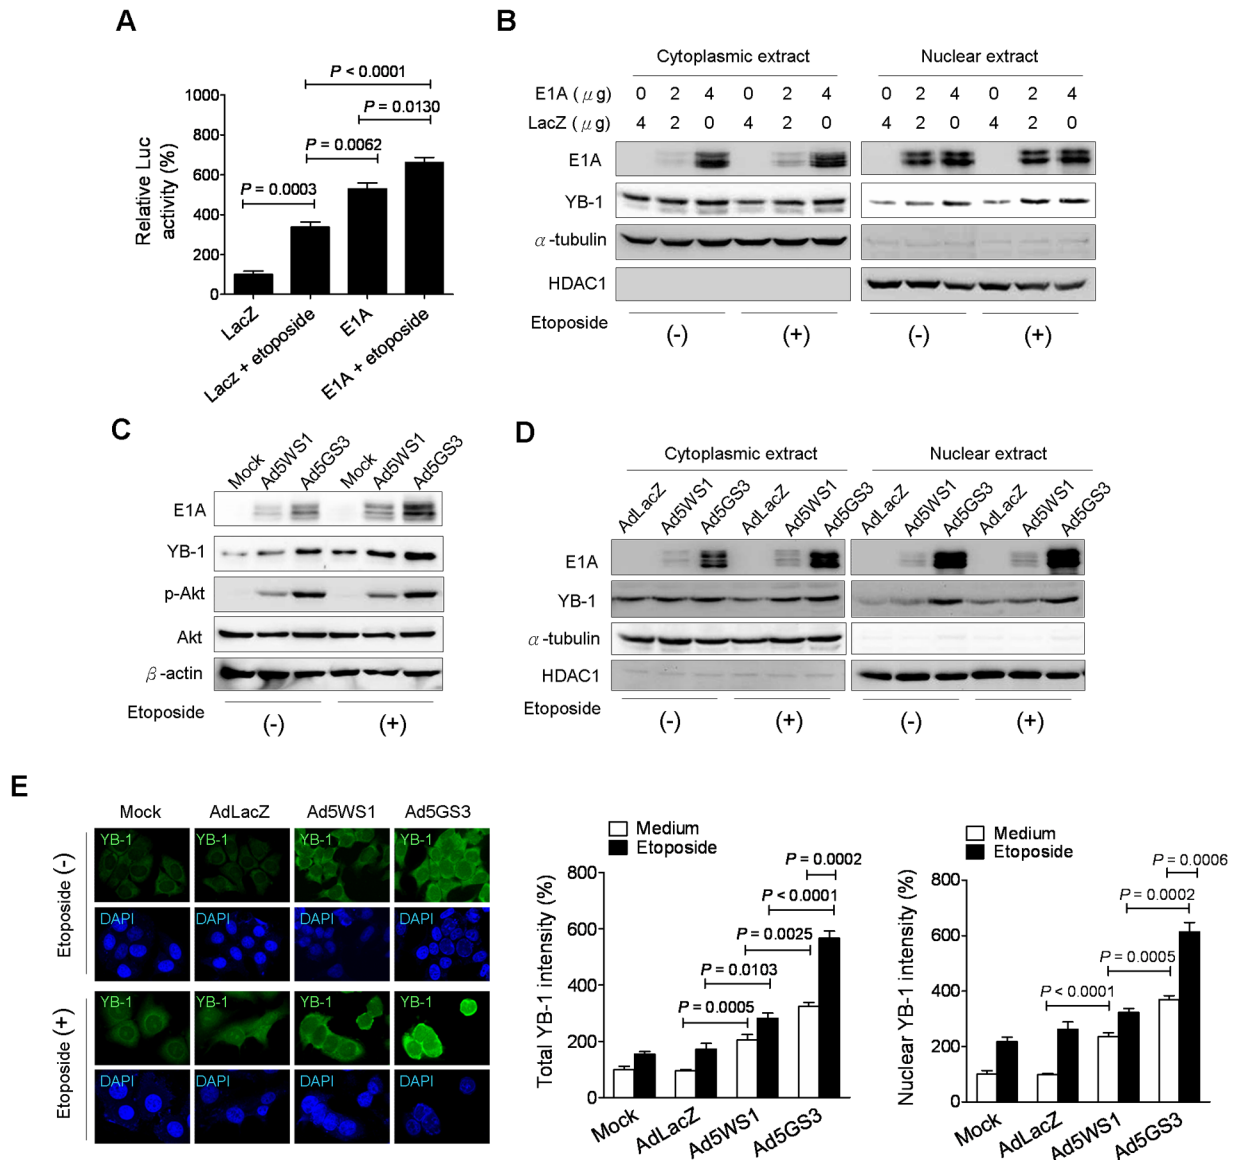 A
P < 0.0001
P = 0.0130
P = 0.0062
P = 0.0003
Relative Luc activity (%)
1000
800
600
400
200
0
LacZ
Lacz + etoposide
E1A
E1A + etoposide
B
Cytoplasmic extract
Nuclear extract
E1A (μg) 0 2 4 0 2 4 0 2 4 0 2 4
LacZ (μg) 4 2 0 4 2 0 4 2 0 4 2 0
E1A
YB-1
α-tubulin
HDAC1
Etoposide (-) (+) (-) (+)
C
Mock Ad5WS1 Ad5GS3 Mock Ad5WS1 Ad5GS3
E1A
YB-1
p-Akt
Akt
β-actin
Etoposide (-) (+)
D
Cytoplasmic extract
Nuclear extract
AdLacZ Ad5WS1 Ad5GS3 AdLacZ Ad5WS1 Ad5GS3 AdLacZ Ad5WS1 Ad5GS3 AdLacZ Ad5WS1 Ad5GS3
E1A
YB-1
α-tubulin
HDAC1
Etoposide (-) (+) (-) (+)
E
Mock AdLacZ Ad5WS1 Ad5GS3
Etoposide (-)
YB-1 YB-1 YB-1 YB-1
DAPI DAPI DAPI DAPI
Etoposide (+)
YB-1 YB-1 YB-1 YB-1
DAPI DAPI DAPI DAPI
Medium
Etoposide
P = 0.0002
P < 0.0001
P = 0.0025
P = 0.0103
P = 0.0005
Total YB-1 intensity (%)
800
600
400
200
0
Mock
AdLacZ
Ad5WS1
Ad5GS3
Medium
Etoposide
P = 0.0006
P = 0.0002
P = 0.0005
P < 0.0001
Nuclear YB-1 intensity (%)
800
600
400
200
0
Mock
AdLacZ
Ad5WS1
Ad5GS3